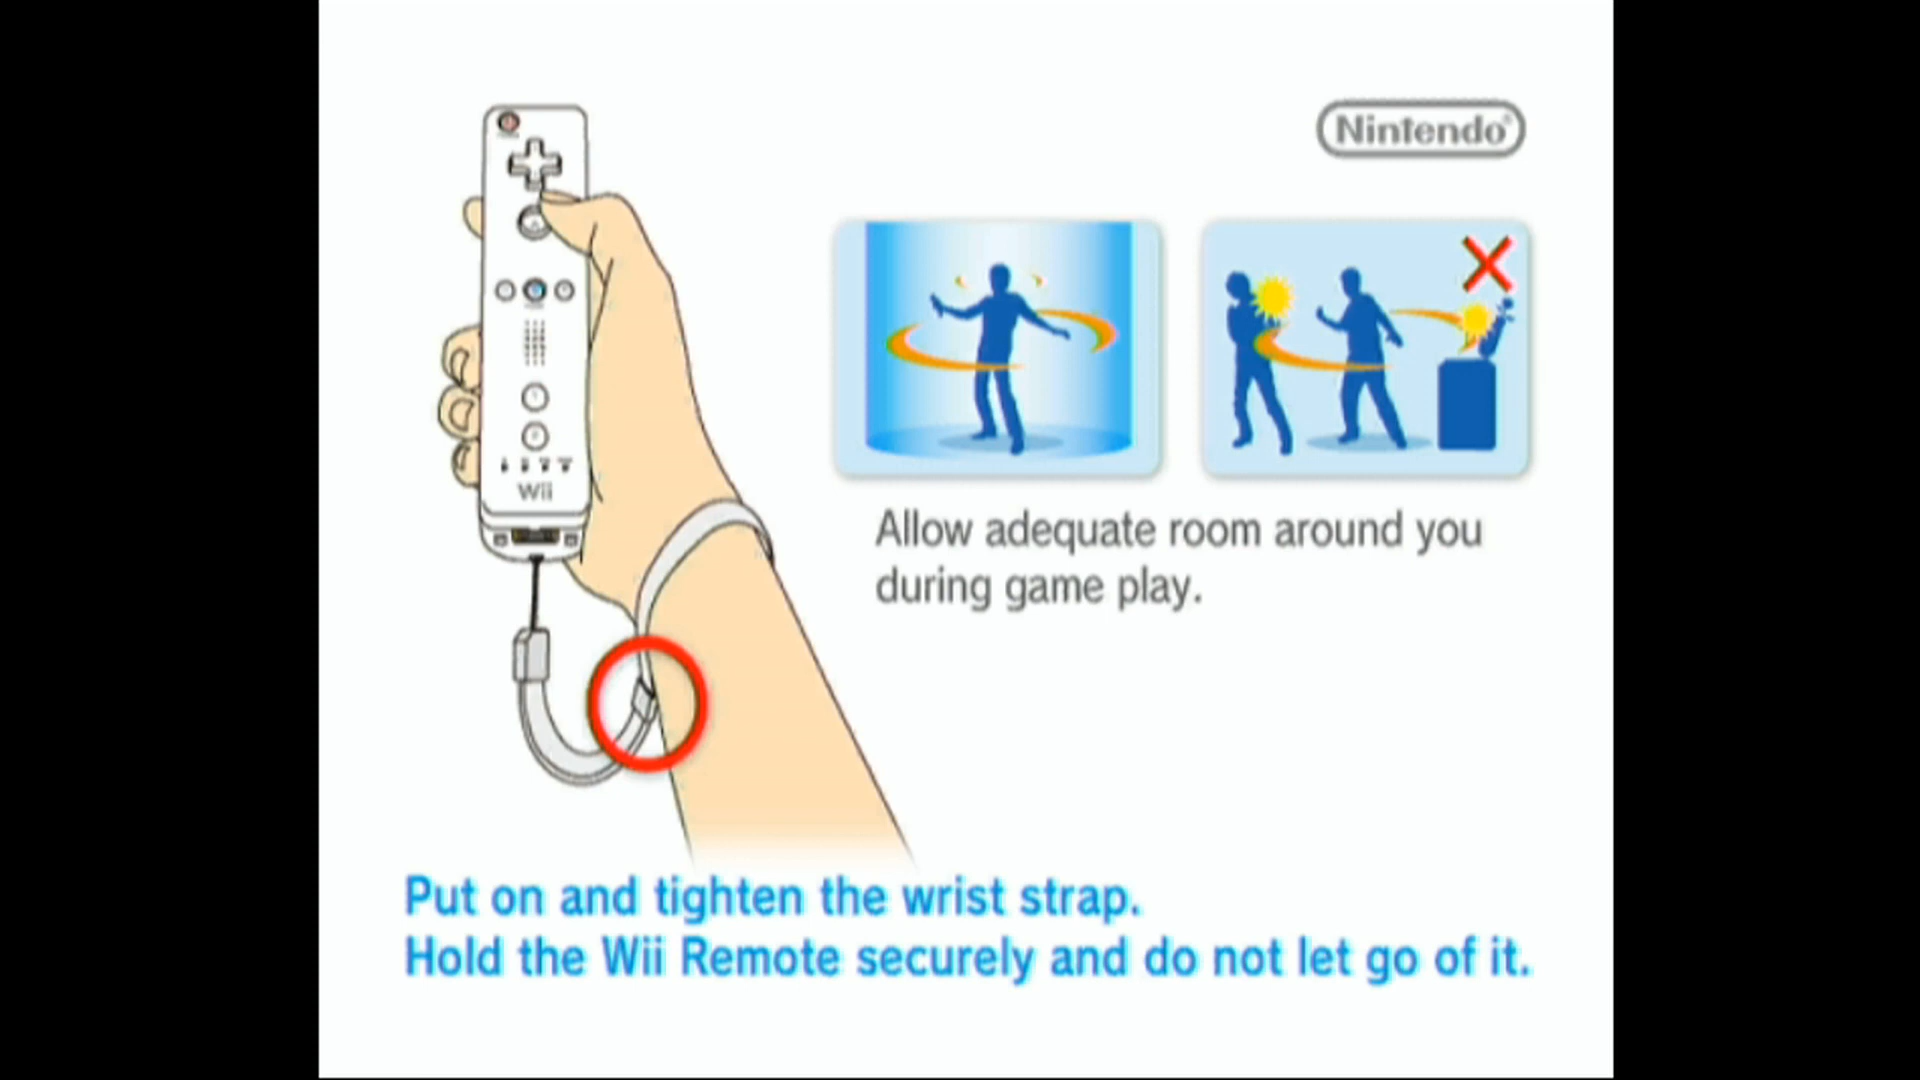 Nintendo®
Allow adequate room around you
during game play.
Wii
Put on and tighten the wrist strap.
Hold the Wii Remote securely and do not let go of it.